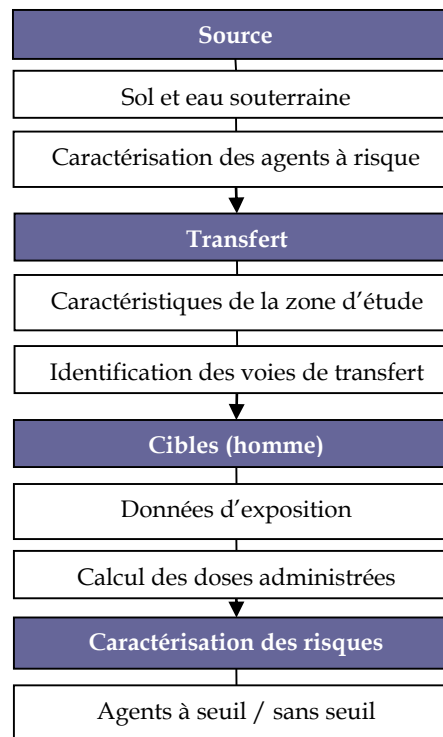 Source
Sol et eau souterraine
Caractérisation des agents à risque
Transfert
Caractéristiques de la zone d’étude
Identification des voies de transfert
Cibles (homme)
Données d’exposition
Calcul des doses administrées
Caractérisation des risques
Agents à seuil / sans seuil